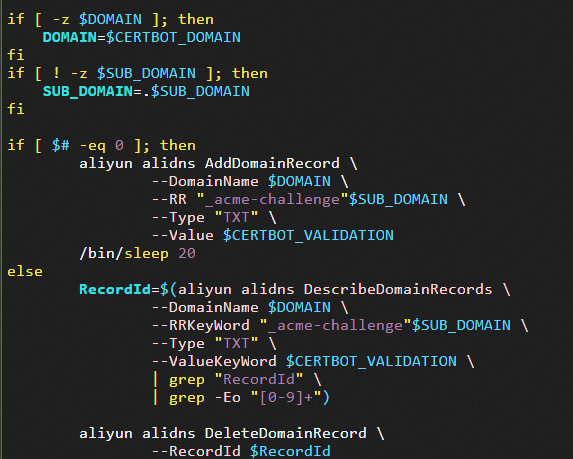 if [ -z $DOMAIN ]; then
    DOMAIN=$CERTBOT_DOMAIN
fi
if [ ! -z $SUB_DOMAIN ]; then
    SUB_DOMAIN=.$SUB_DOMAIN
fi

if [ $# -eq 0 ]; then
        aliyun alidns AddDomainRecord \
                --DomainName $DOMAIN \
                --RR "_acme-challenge"$SUB_DOMAIN \
                --Type "TXT" \
                --Value $CERTBOT_VALIDATION
        /bin/sleep 20
else
        RecordId=$(aliyun alidns DescribeDomainRecords \
                --DomainName $DOMAIN \
                --RRKeyWord "_acme-challenge"$SUB_DOMAIN \
                --Type "TXT" \
                --ValueKeyWord $CERTBOT_VALIDATION \
                | grep "RecordId" \
                | grep -Eo "[0-9]+")

        aliyun alidns DeleteDomainRecord \
                --RecordId $RecordId